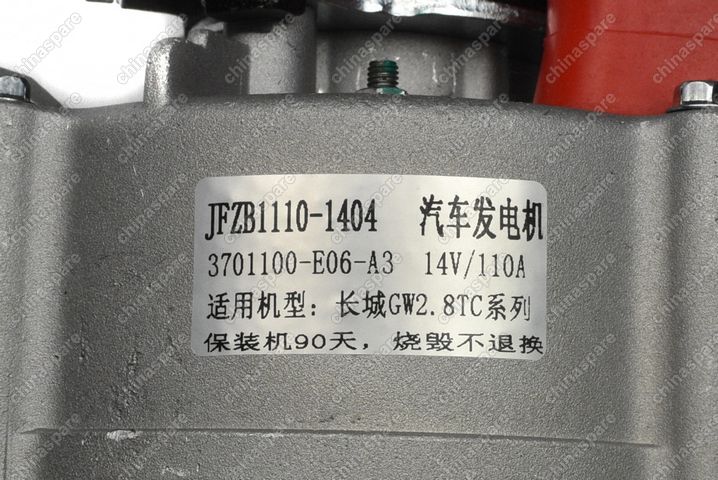 JFZB1110-1404 汽车发电机
3701100-E06-A3 14V/110A
适用机型：长城GW2.8TC系列
保装机90天，烧毁不退换
chinaspare